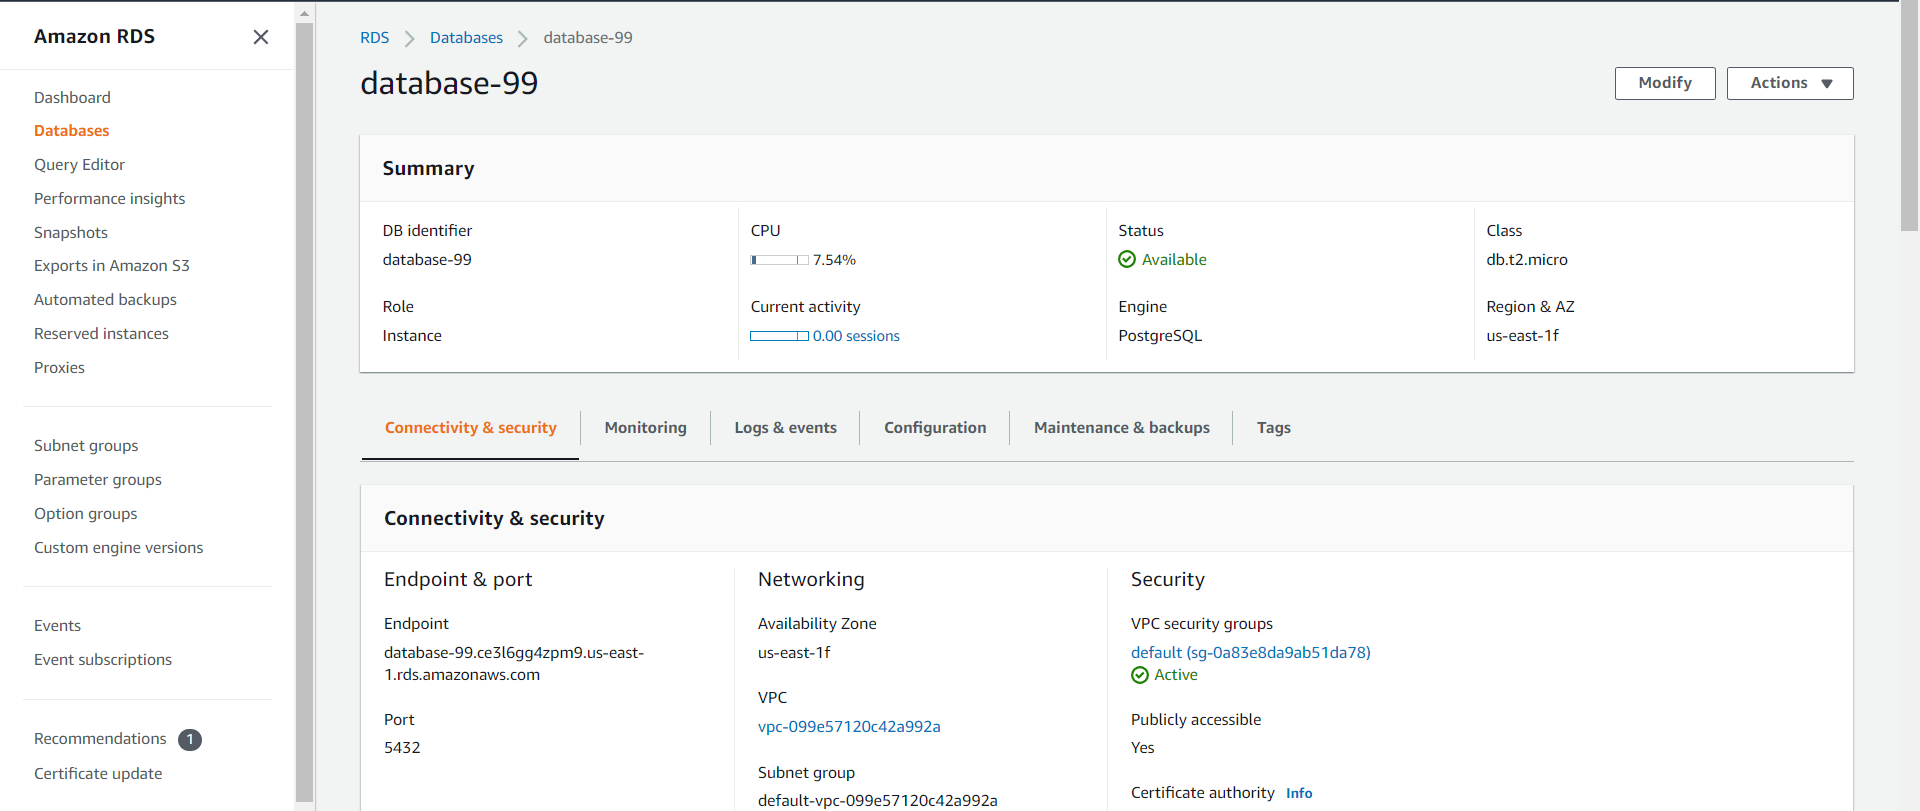 Amazon RDS
Dashboard
Databases
Query Editor
Performance insights
Snapshots
Exports in Amazon S3
Automated backups
Reserved instances
Proxies
Subnet groups
Parameter groups
Option groups
Custom engine versions
Events
Event subscriptions
Recommendations 1
Certificate update
RDS > Databases > database-99
database-99
Modify
Actions
Summary
DB identifier
database-99
CPU
7.54%
Status
Available
Class
db.t2.micro
Role
Instance
Current activity
0.00 sessions
Engine
PostgreSQL
Region & AZ
us-east-1f
Connectivity & security
Monitoring
Logs & events
Configuration
Maintenance & backups
Tags
Connectivity & security
Endpoint & port
Endpoint
database-99.ce3l6gg4zpm9.us-east-
1.rds.amazonaws.com
Port
5432
Networking
Availability Zone
us-east-1f
VPC
vpc-099e57120c42a992a
Subnet group
default-vpc-099e57120c42a992a
Security
VPC security groups
default (sg-0a83e8da9ab51da78)
Active
Publicly accessible
Yes
Certificate authority Info